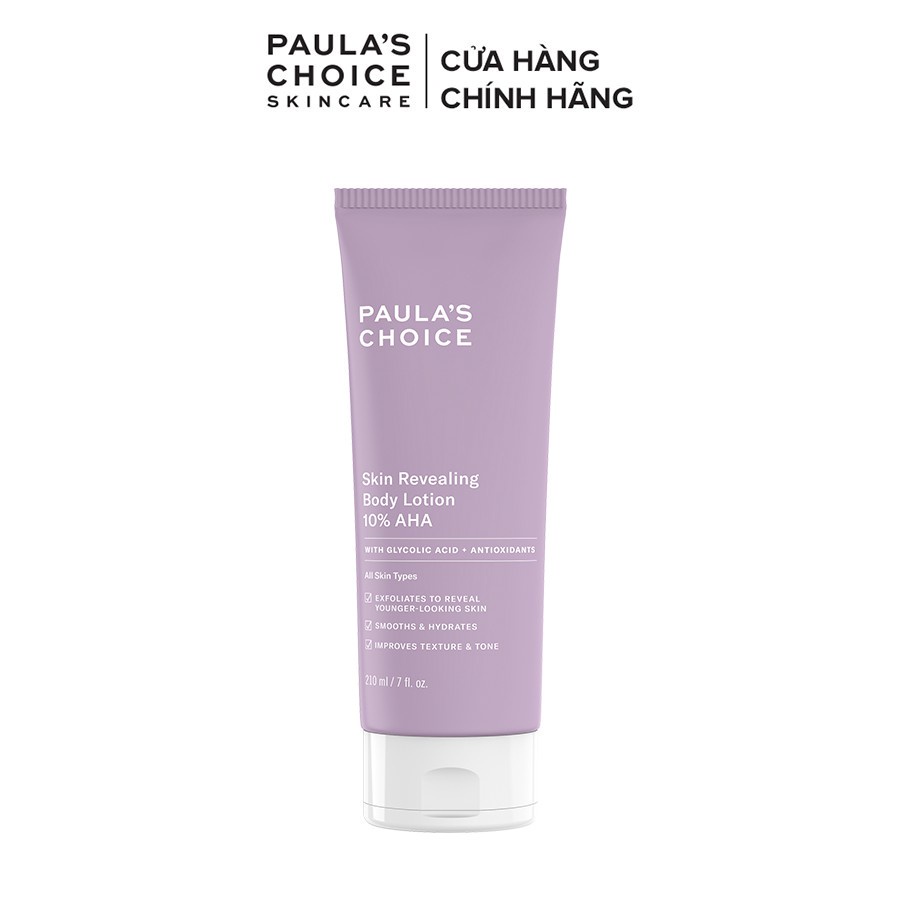 PAULA'S
CHOICE
SKINCARE
CỬA HÀNG
CHÍNH HÃNG
PAULA'S
CHOICE
Skin Revealing
Body Lotion
10% AHA
WITH GLYCOLIC ACID + ANTIOXIDANTS
All Skin Types
☑ EXFOLIATES TO REVEAL
YOUNGER-LOOKING SKIN
☑ SMOOTHS & HYDRATES
☑ IMPROVES TEXTURE & TONE
210 ml / 7 fl. oz.